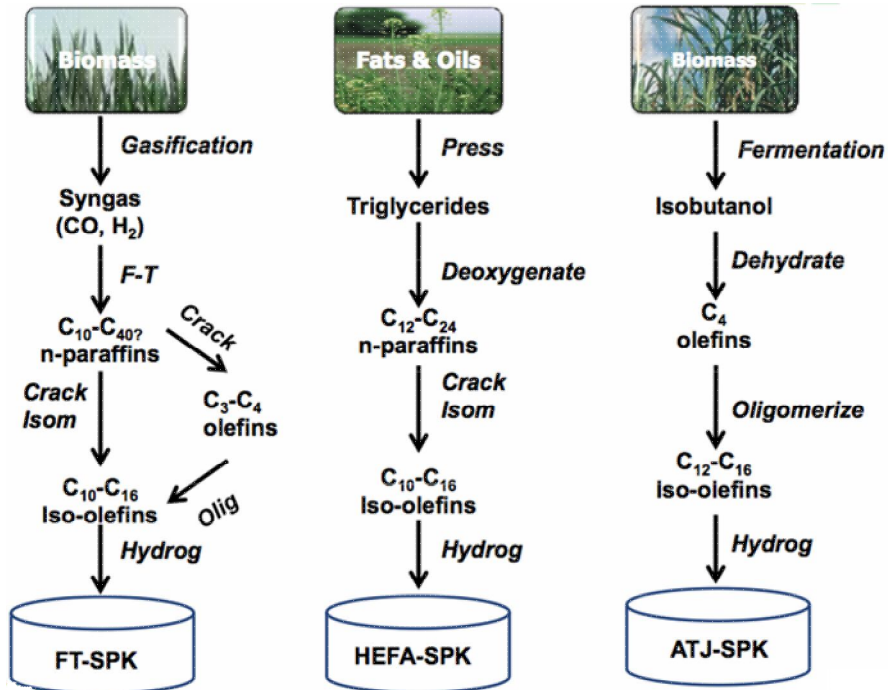 Biomass
Gasification
Syngas
(CO, H₂)
F-T
C₁₀-C₄₀?
n-paraffins
Crack
Crack
Isom
C₃-C₄
olefins
Olig
C₁₀-C₁₆
Iso-olefins
Hydrog
FT-SPK
Fats & Oils
Press
Triglycerides
Deoxygenate
C₁₂-C₂₄
n-paraffins
Crack
Isom
C₁₀-C₁₆
Iso-olefins
Hydrog
HEFA-SPK
Biomass
Fermentation
Isobutanol
Dehydrate
C₄
olefins
Oligomerize
C₁₂-C₁₆
Iso-olefins
Hydrog
ATJ-SPK